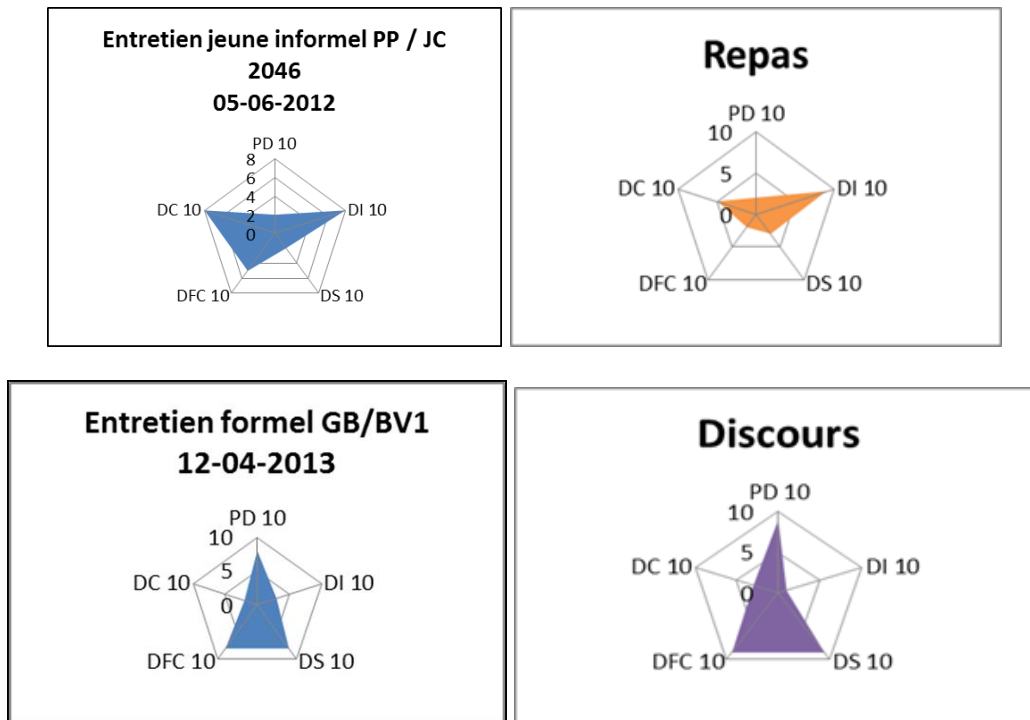 Entretien jeune informel PP / JC
2046
05-06-2012
PD 10
8
6
4
2
0
DC 10
DI 10
DFC 10
DS 10
Repas
PD 10
10
5
0
DC 10
DI 10
DFC 10
DS 10
Entretien formel GB/BV1
12-04-2013
PD 10
10
5
0
DC 10
DI 10
DFC 10
DS 10
Discours
PD 10
10
5
0
DC 10
DI 10
DFC 10
DS 10